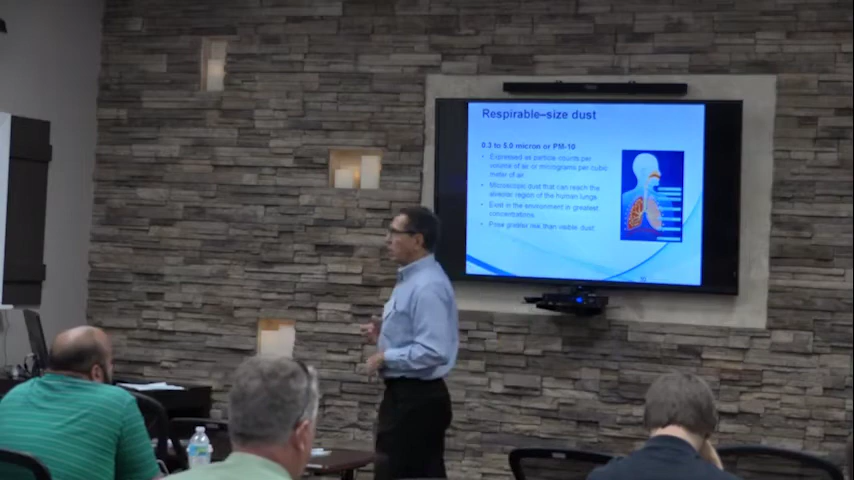 Respirable–size dust
0.3 to 5.0 micron or PM-10
• Expressed as particle counts per
volume of air or micrograms per cubic
meter of air
• Microscopic dust that can reach the
alveolar region of the human lungs
• Exist in the environment in greatest
concentrations
• Pose greater risk than visible dust